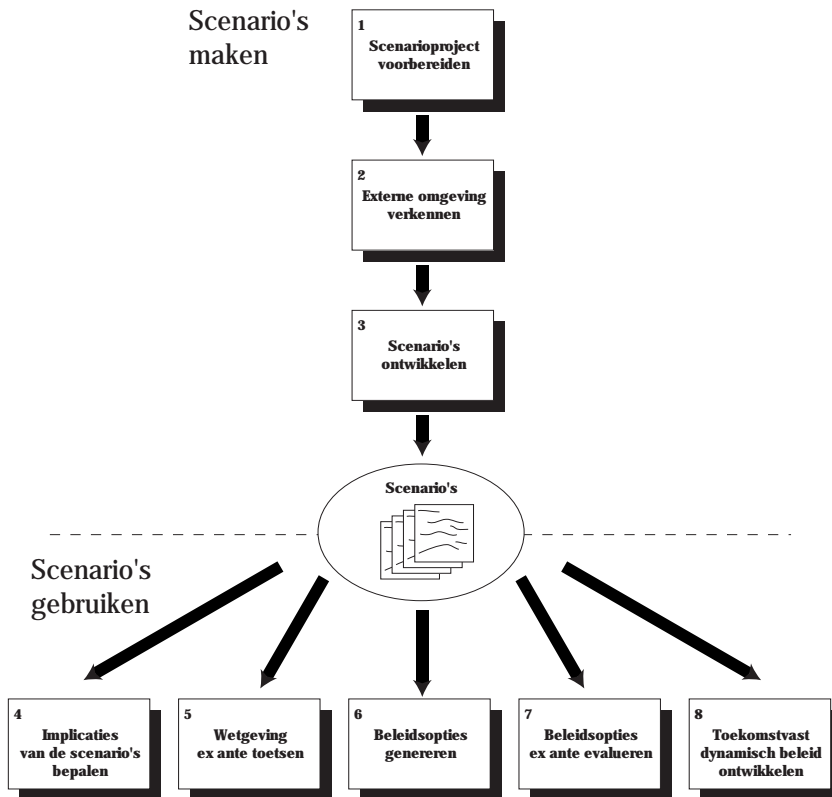 Scenario's
maken
1
Scenarioproject
voorbereiden
2
Externe omgeving
verkennen
3
Scenario's
ontwikkelen
Scenario's
Scenario's
gebruiken
4
Implicaties
van de scenario's
bepalen
5
Wetgeving
ex ante toetsen
6
Beleidsopties
genereren
7
Beleidsopties
ex ante evalueren
8
Toekomstvast
dynamisch beleid
ontwikkelen